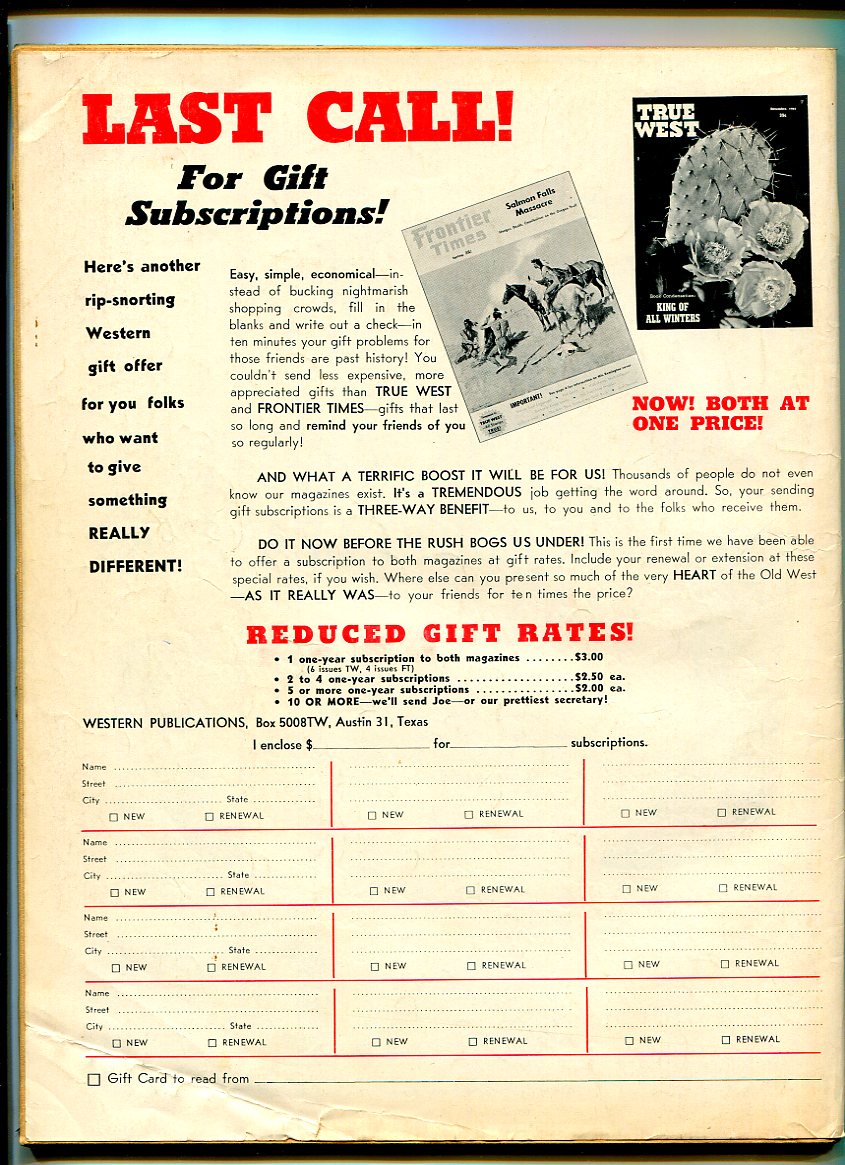 LAST CALL!
For Gift
Subscriptions!
Here's another
rip-snorting
Western
gift offer
for you folks
who want
to give
something
REALLY
DIFFERENT!
Easy, simple, economical—in-
stead of bucking nightmarish
shopping crowds, fill in the
blanks and write out a check—in
ten minutes your gift problems for
those friends are past history! You
couldn't send less expensive, more
appreciated gifts than TRUE WEST
and FRONTIER TIMES—gifts that last
so long and remind your friends of you
so regularly!
Frontier
Times
Salmon Falls
Massacre
Spring
IMPORTANT!
TRUE WEST
TRUE
WEST
35c
Book Condensation:
KING OF
ALL WINTERS
NOW! BOTH AT
ONE PRICE!
AND WHAT A TERRIFIC BOOST IT WILL BE FOR US! Thousands of people do not even
know our magazines exist. It's a TREMENDOUS job getting the word around. So, your sending
gift subscriptions is a THREE-WAY BENEFIT—to us, to you and to the folks who receive them.
DO IT NOW BEFORE THE RUSH BOGS US UNDER! This is the first time we have been able
to offer a subscription to both magazines at gift rates. Include your renewal or extension at these
special rates, if you wish. Where else can you present so much of the very HEART of the Old West
—AS IT REALLY WAS—to your friends for ten times the price?
REDUCED GIFT RATES!
• 1 one-year subscription to both magazines ........$3.00
(6 issues TW, 4 issues FT)
• 2 to 4 one-year subscriptions ...................$2.50 ea.
• 5 or more one-year subscriptions ................$2.00 ea.
• 10 OR MORE—we'll send Joe—or our prettiest secretary!
WESTERN PUBLICATIONS, Box 5008TW, Austin 31, Texas
I enclose $____________ for____________ subscriptions.
Name
Street
City State
NEW RENEWAL NEW RENEWAL NEW RENEWAL
Name
Street
City State
NEW RENEWAL NEW RENEWAL NEW RENEWAL
Name
Street
City State
NEW RENEWAL NEW RENEWAL NEW RENEWAL
Name
Street
City State
NEW RENEWAL NEW RENEWAL NEW RENEWAL
Gift Card to read from